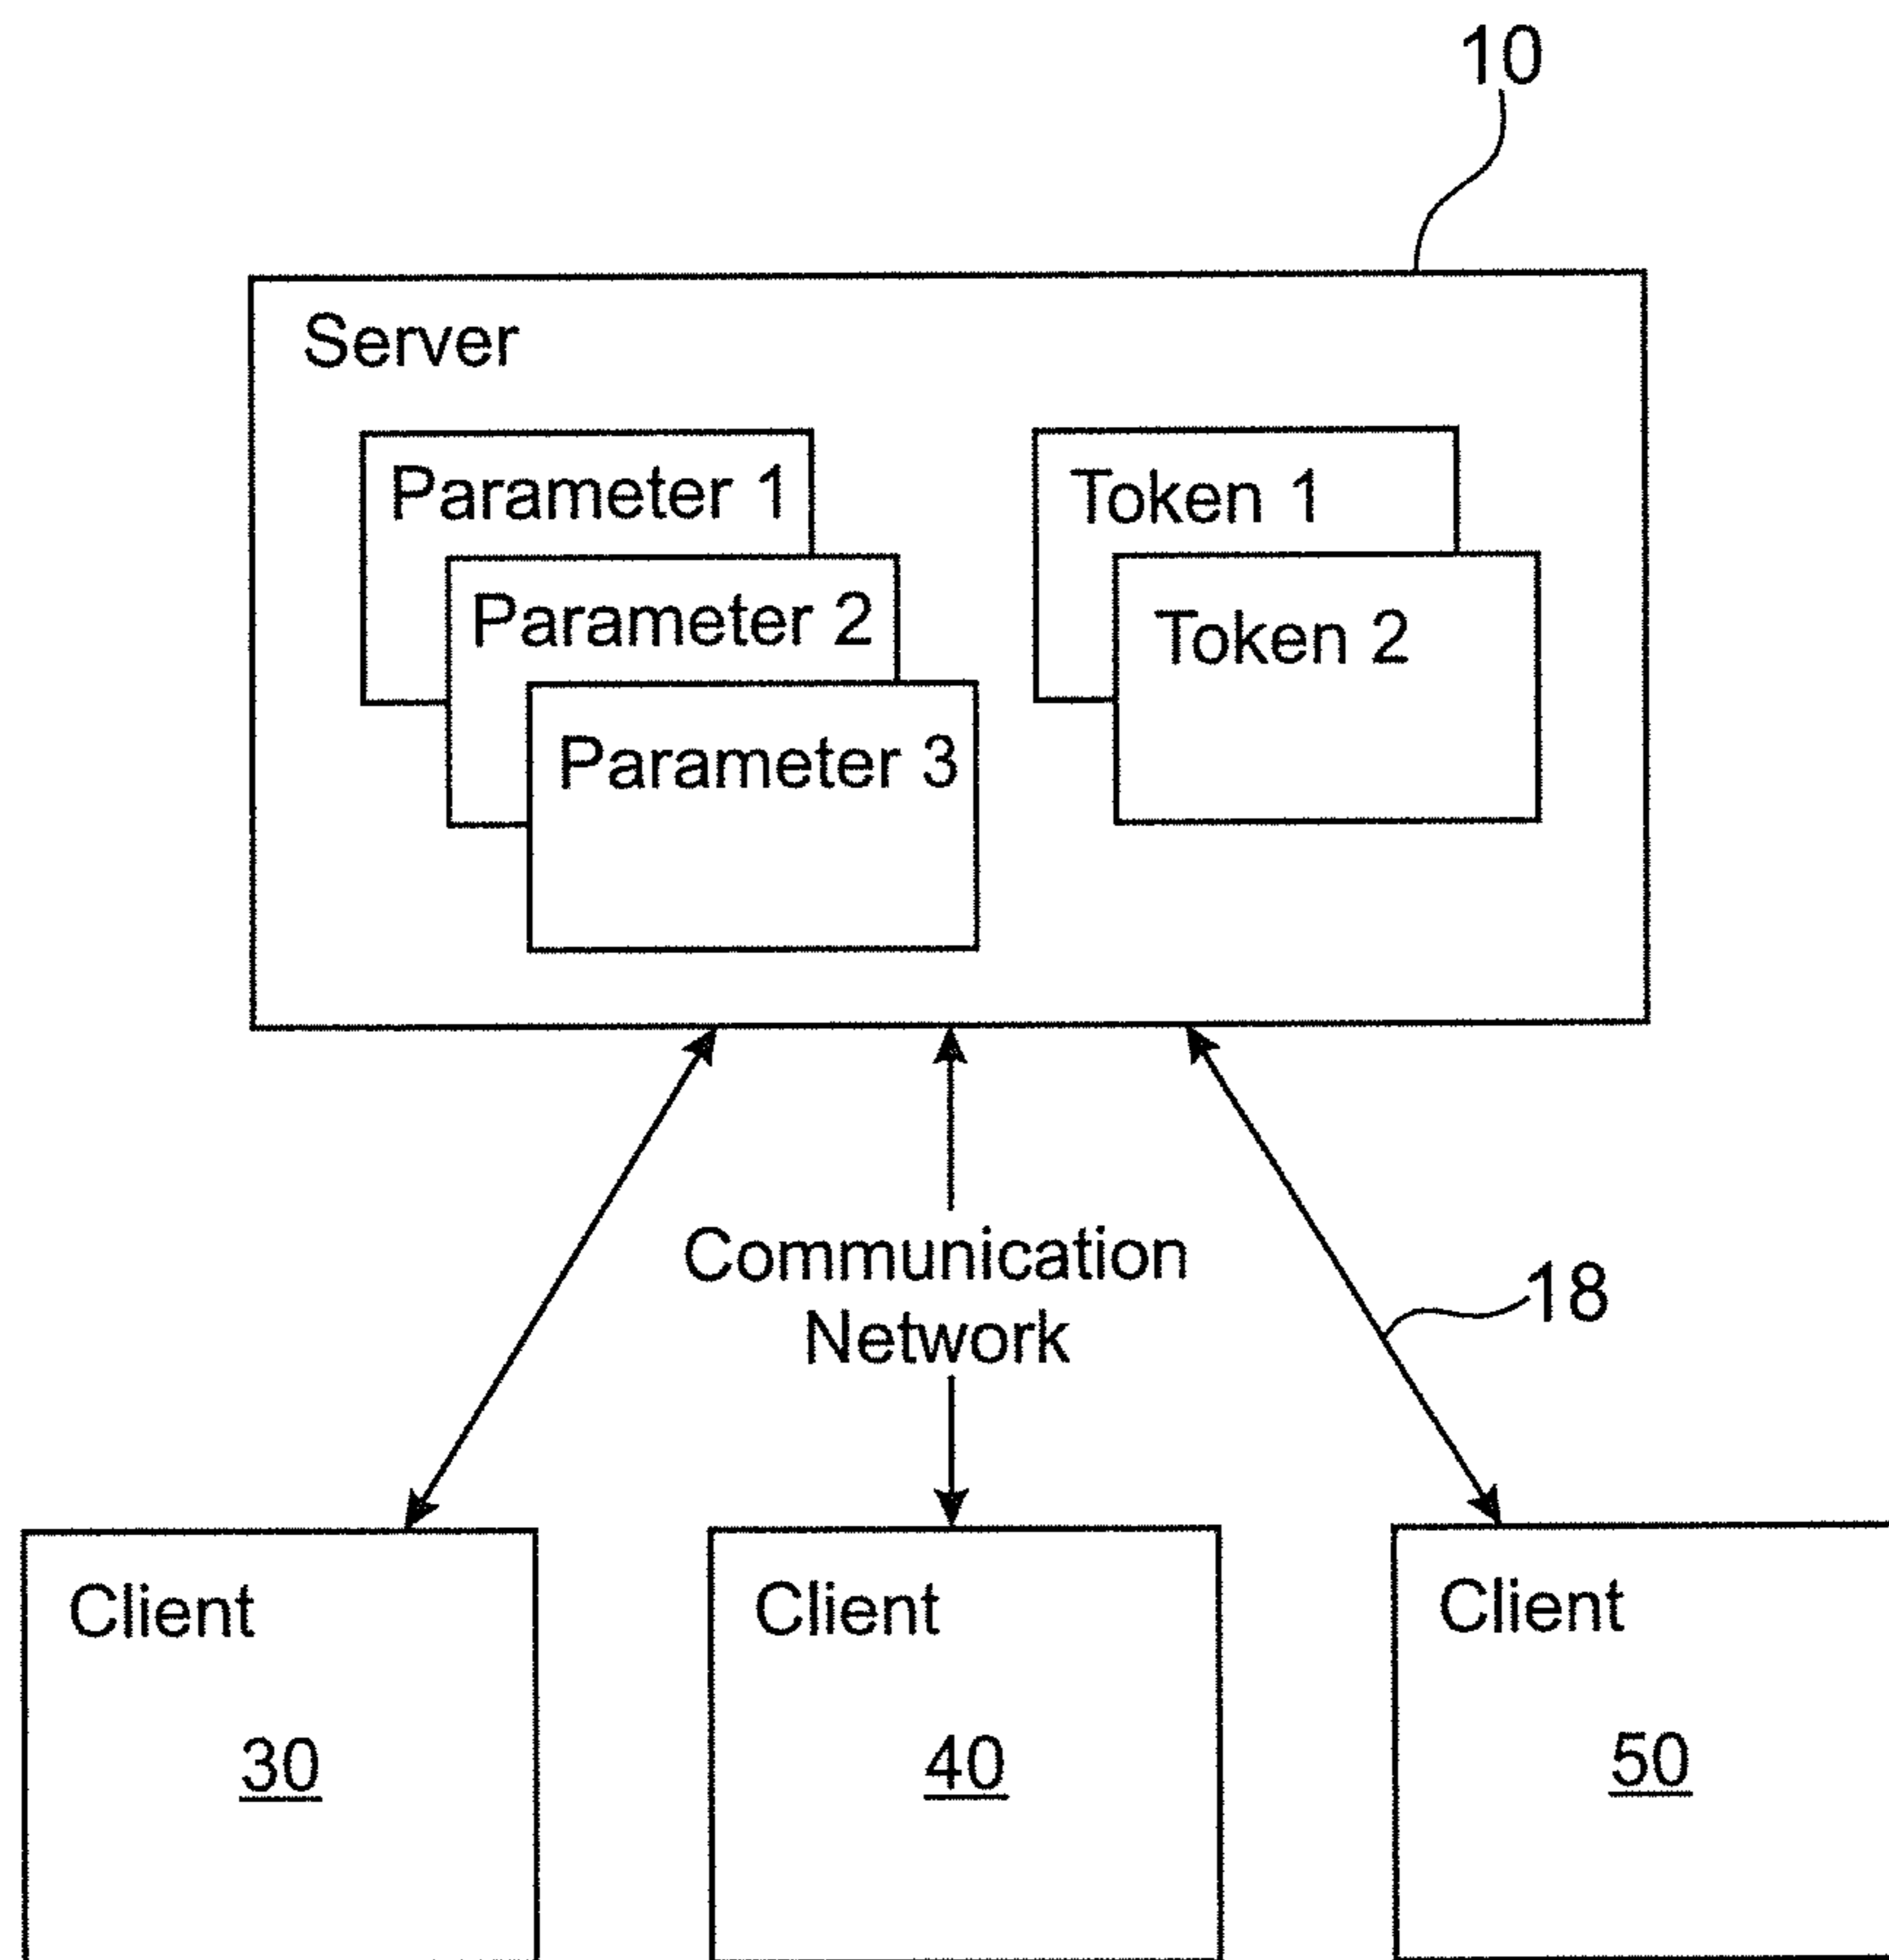 10
Server
Parameter 1
Token 1
Parameter 2
Token 2
Parameter 3
Communication
Network
18
Client
30
Client
40
Client
50